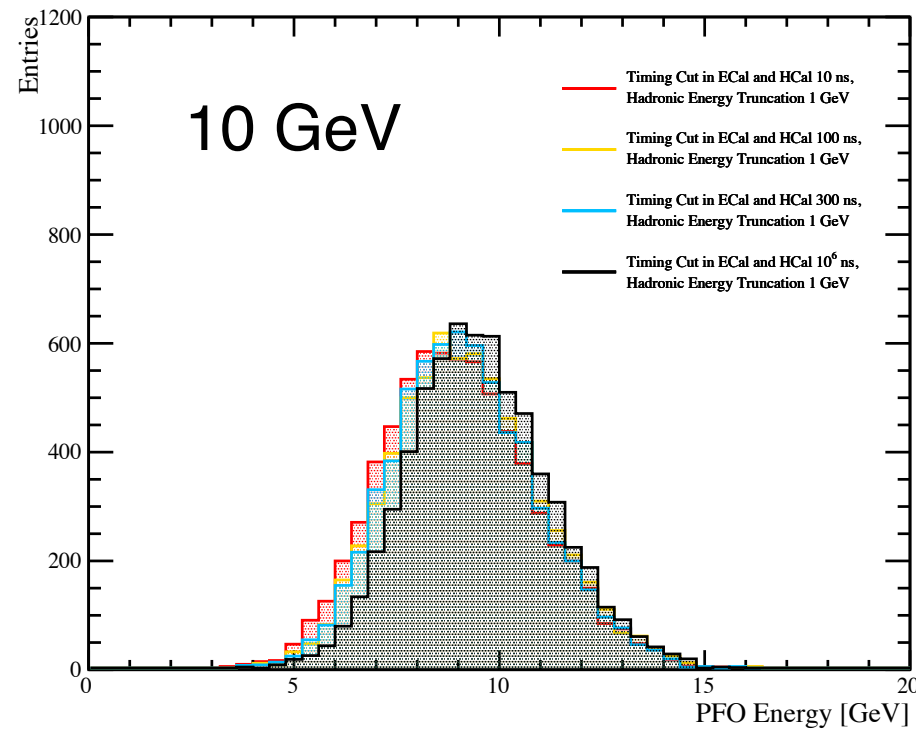 Entries
1200
1000
800
600
400
200
0
10 GeV
Timing Cut in ECal and HCal 10 ns,
Hadronic Energy Truncation 1 GeV
Timing Cut in ECal and HCal 100 ns,
Hadronic Energy Truncation 1 GeV
Timing Cut in ECal and HCal 300 ns,
Hadronic Energy Truncation 1 GeV
Timing Cut in ECal and HCal 10⁶ ns,
Hadronic Energy Truncation 1 GeV
0 5 10 15 20
PFO Energy [GeV]